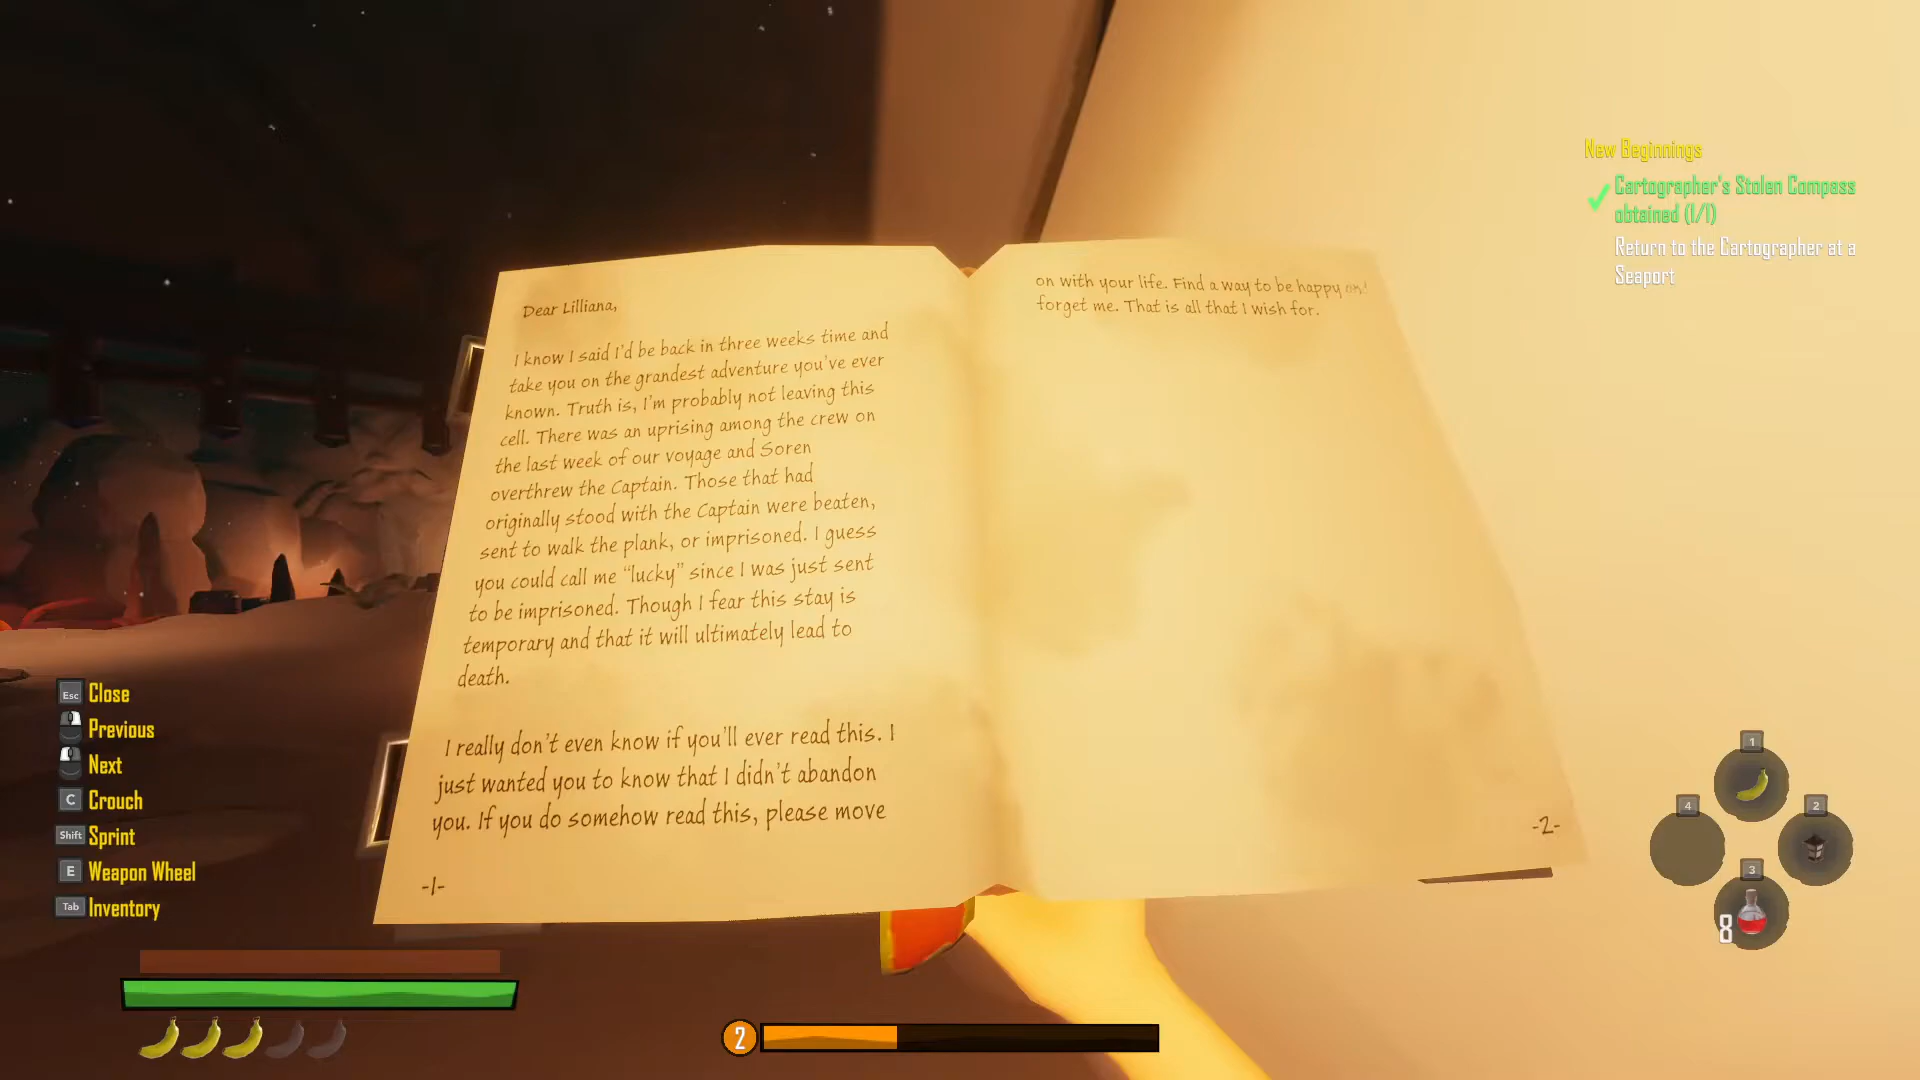 New Beginnings
Cartographer's Stolen Compass
obtained (1/1)
Return to the Cartographer at a
Seaport
Dear Lilliana,
I know I said I'd be back in three weeks time and
take you on the grandest adventure you've ever
known. Truth is, I'm probably not leaving this
cell. There was an uprising among the crew on
the last week of our voyage and Soren
overthrew the Captain. Those that had
originally stood with the Captain were beaten,
sent to walk the plank, or imprisoned. I guess
you could call me "lucky" since I was just sent
to be imprisoned. Though I fear this stay is
temporary and that it will ultimately lead to
death.
I really don't even know if you'll ever read this. I
just wanted you to know that I didn't abandon
you. If you do somehow read this, please move
-1-
on with your life. Find a way to be happy
forget me. That is all that I wish for.
-2-
Esc Close
Previous
Next
C Crouch
Shift Sprint
E Weapon Wheel
Tab Inventory
1
4
2
3
8
2